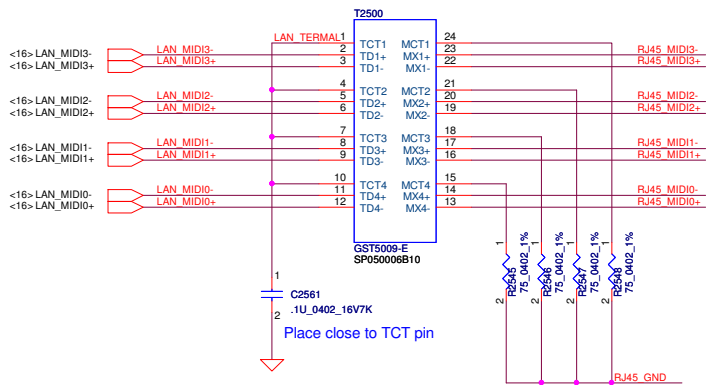 T2500
LAN_TERMAL 1 TCT1 MCT1 24
<16> LAN_MIDI3- LAN_MIDI3- 2 TD1+ MX1+ 23 RJ45_MIDI3-
<16> LAN_MIDI3+ LAN_MIDI3+ 3 TD1- MX1- 22 RJ45_MIDI3+
4 TCT2 MCT2 21
<16> LAN_MIDI2- LAN_MIDI2- 5 TD2+ MX2+ 20 RJ45_MIDI2-
<16> LAN_MIDI2+ LAN_MIDI2+ 6 TD2- MX2- 19 RJ45_MIDI2+
7 TCT3 MCT3 18
<16> LAN_MIDI1- LAN_MIDI1- 8 TD3+ MX3+ 17 RJ45_MIDI1-
<16> LAN_MIDI1+ LAN_MIDI1+ 9 TD3- MX3- 16 RJ45_MIDI1+
10 TCT4 MCT4 15
<16> LAN_MIDI0- LAN_MIDI0- 11 TD4+ MX4+ 14 RJ45_MIDI0-
<16> LAN_MIDI0+ LAN_MIDI0+ 12 TD4- MX4- 13 RJ45_MIDI0+
GST5009-E
SP050006B10
1 1 1 1
R2545 75_0402_1%
R2546 75_0402_1%
R2547 75_0402_1%
R2548 75_0402_1%
2 2 2 2
1
C2561
2 .1U_0402_16V7K
Place close to TCT pin
RJ45_GND